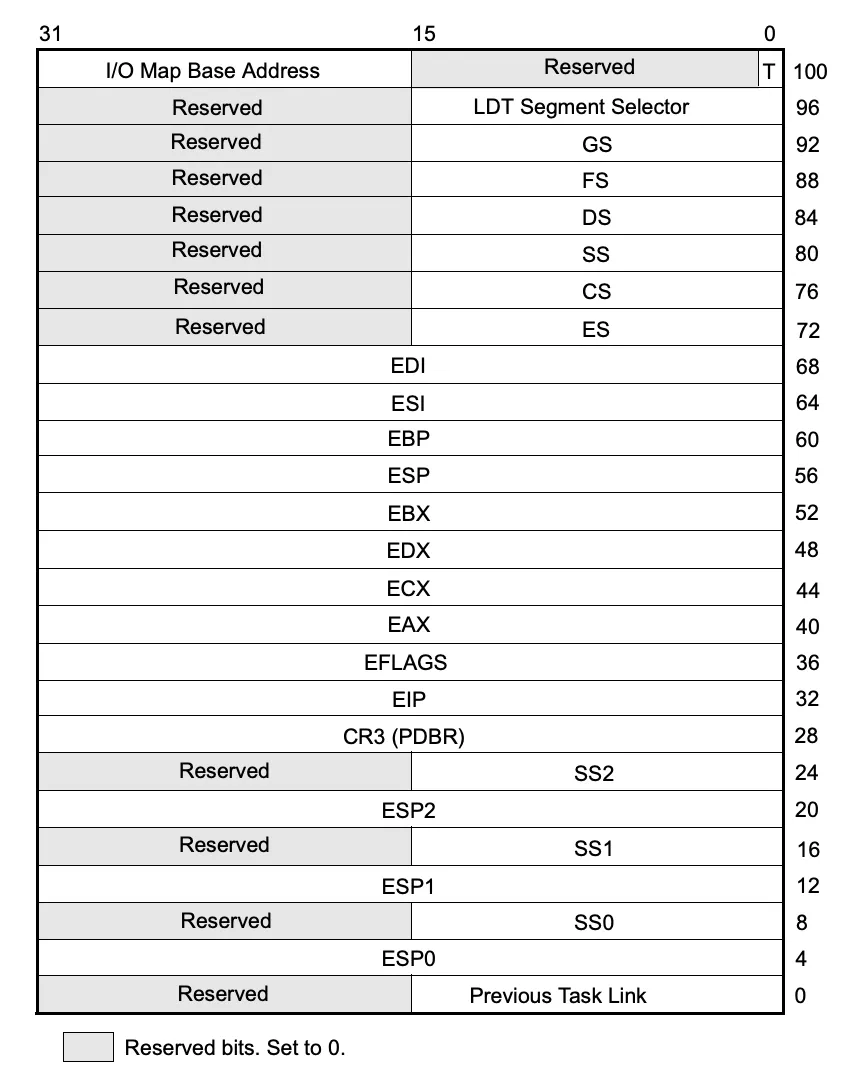 31 15 0
I/O Map Base Address Reserved T 100
Reserved LDT Segment Selector 96
Reserved GS 92
Reserved FS 88
Reserved DS 84
Reserved SS 80
Reserved CS 76
Reserved ES 72
EDI 68
ESI 64
EBP 60
ESP 56
EBX 52
EDX 48
ECX 44
EAX 40
EFLAGS 36
EIP 32
CR3 (PDBR) 28
Reserved SS2 24
ESP2 20
Reserved SS1 16
ESP1 12
Reserved SS0 8
ESP0 4
Reserved Previous Task Link 0
Reserved bits. Set to 0.